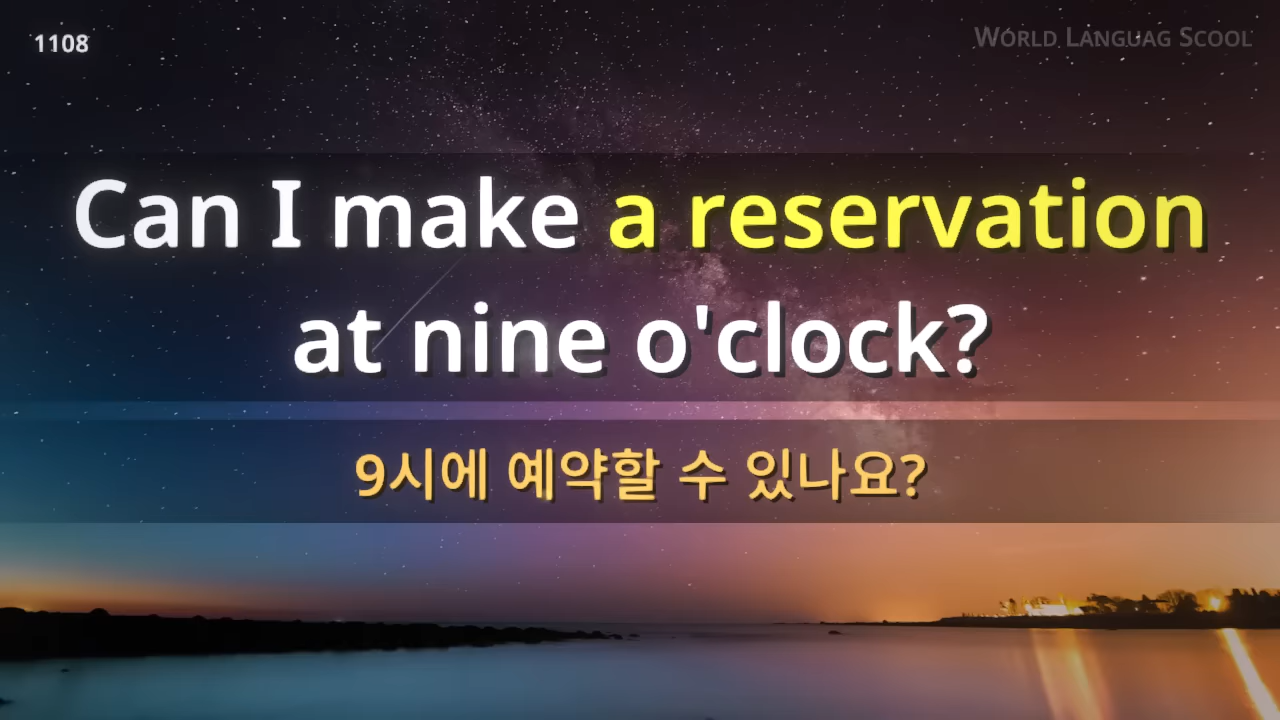 1108
WORLD LANGUAG SCOOL
Can I make a reservation
at nine o'clock?
9시에 예약할 수 있나요?